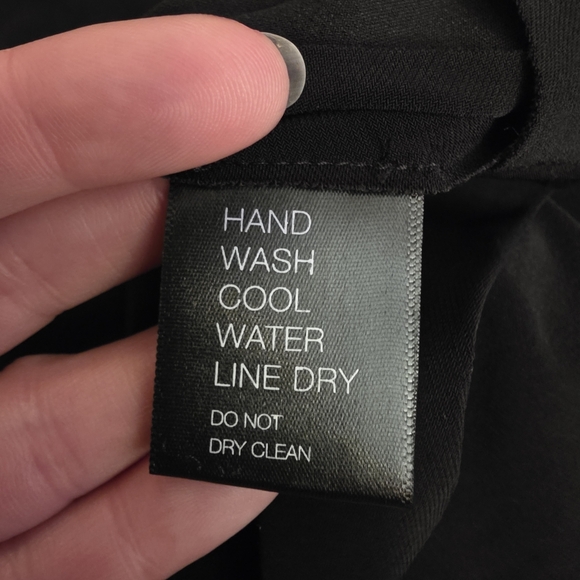 HAND
WASH
COOL
WATER
LINE DRY
DO NOT
DRY CLEAN